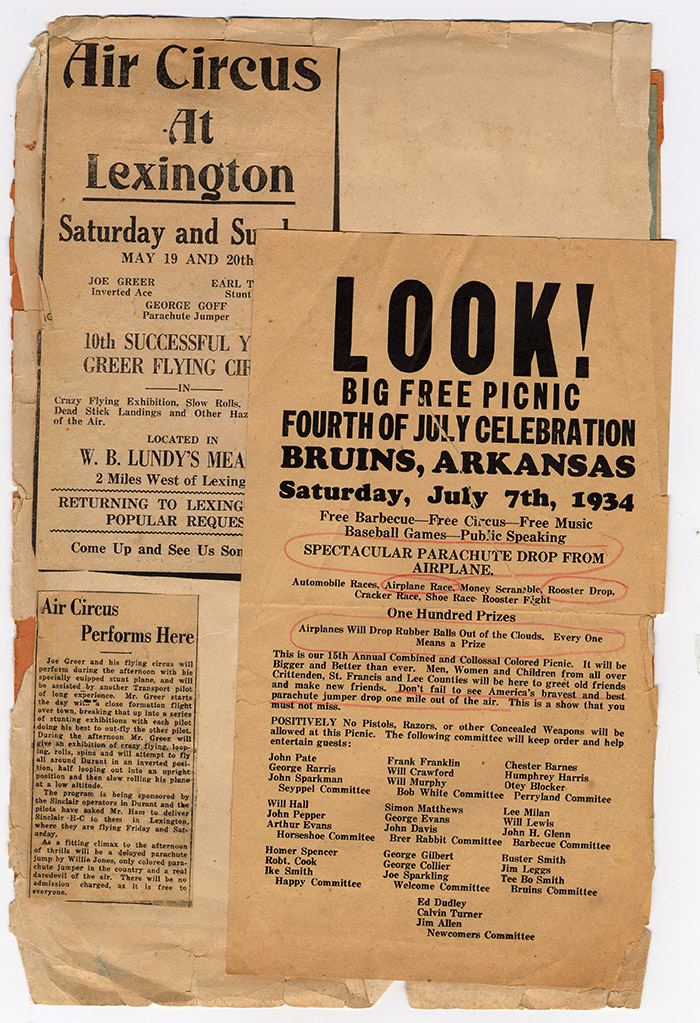 Air Circus
At
Lexington
Saturday and Su
MAY 19 AND 20th
JOE GREER
Inverted Ace
EARL T
Stunt
GEORGE GOFF
Parachute Jumper
10th SUCCESSFUL Y
GREER FLYING CIR
—IN—
Crazy Flying Exhibition, Slow Rolls,
Dead Stick Landings and Other Haz
of the Air.
LOCATED IN
W. B. LUNDY'S MEA
2 Miles West of Lexing
RETURNING TO LEXING
POPULAR REQUES
Come Up and See Us Som
Air Circus
Performs Here
Joe Greer and his flying circus will
perform during the afternoon with his
specially euipped stunt plane, and will
be assisted by another Transport pilot
of long experience. Mr. Greer starts
the day with a close formation flight
over town, breaking that up into a series
of stunting exhibitions with each pilot
doing his best to out-fly the other pilot.
During the afternoon Mr. Greer will
give an exhibition of crazy flying, loop-
ing, rolls, spins and will attempt to fly
all around Durant in an inverted posi-
tion, half looping out into an upright
position and then slow rolling his plane
at a low altitude.
The program is being sponsored by
the Sinclair operators in Durant and the
pilots have asked Mr. Ham to deliver
Sinclair H-C to them in Lexington,
where they are flying Friday and Sat-
urday.
As a fitting climax to the afternoon
of thrills will be a delayed parachute
jump by Willie Jones, only colored para-
chute jumper in the country and a real
daredevil of the air. There will be no
admission charged, as it is free to
everyone.
LOOK!
BIG FREE PICNIC
FOURTH OF JULY CELEBRATION
BRUINS, ARKANSAS
Saturday, July 7th, 1934
Free Barbecue—Free Circus—Free Music
Baseball Games—Public Speaking
SPECTACULAR PARACHUTE DROP FROM
AIRPLANE.
Automobile Races, Airplane Race, Money Scramble, Rooster Drop,
Cracker Race, Shoe Race Rooster Fight
One Hundred Prizes
Airplanes Will Drop Rubber Balls Out of the Clouds. Every One
Means a Prize
This is our 15th Annual Combined and Collossal Colored Picnic. It will be
Bigger and Better than ever. Men, Women and Children from all over
Crittenden, St. Francis and Lee Counties will be here to greet old friends
and make new friends. Don't fail to see America's bravest and best
parachute jumper drop one mile out of the air. This is a show that you
must not miss.
POSITIVELY No Pistols, Razors, or other Concealed Weapons will be
allowed at this Picnic. The following committee will keep order and help
entertain guests:
John Pate
George Rarris
John Sparkman
Seyppel Committee
Frank Franklin
Will Crawford
Will Murphy
Bob White Committee
Chester Barnes
Humphrey Harris
Otey Blocker
Perryland Commitee
Will Hall
John Pepper
Arthur Evans
Horseshoe Commitee
Simon Matthews
George Evans
John Davis
Brer Rabbit Committee
Lee Milan
Will Lewis
John H. Glenn
Barbecue Committee
Homer Spencer
Robt. Cook
Ike Smith
Happy Committee
George Gilbert
George Collier
Joe Sparkling
Welcome Committee
Buster Smith
Jim Leggs
Tee Bo Smith
Bruins Committee
Ed Dudley
Calvin Turner
Jim Allen
Newcomers Committee